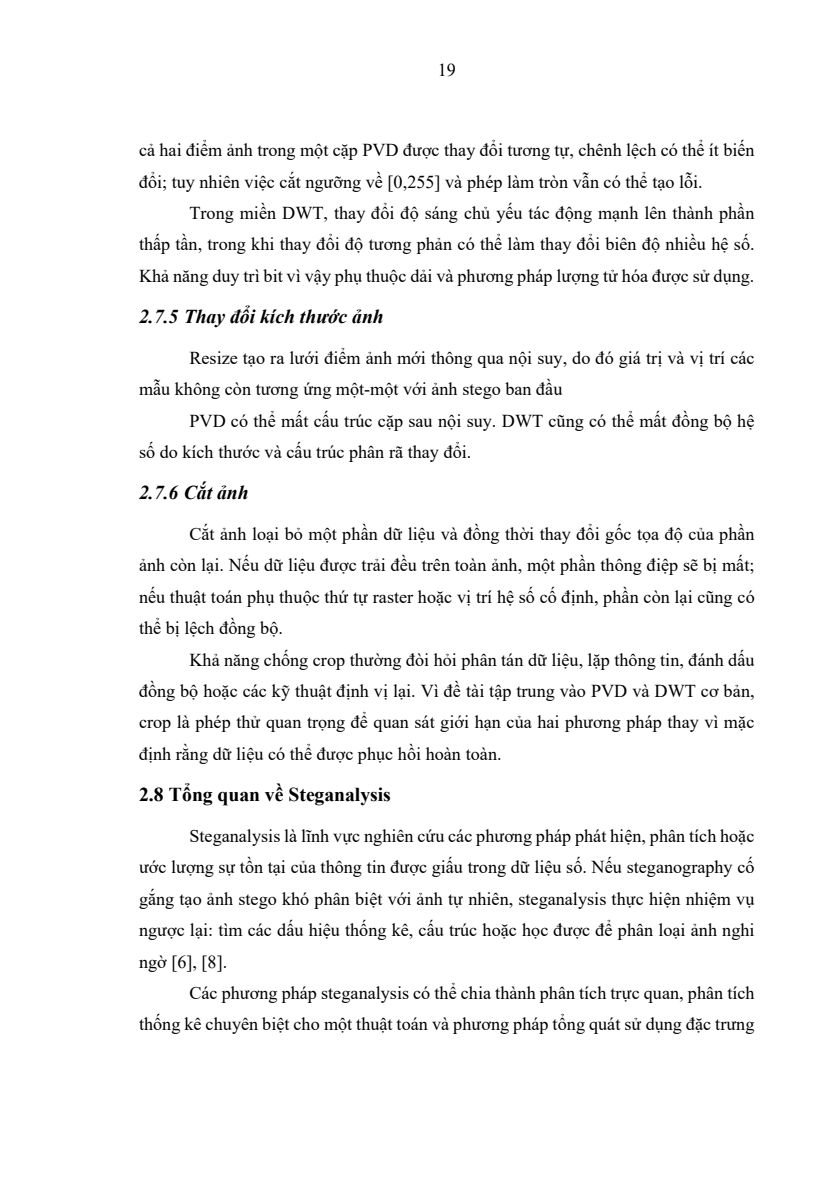 19
cả hai điểm ảnh trong một cặp PVD được thay đổi tương tự, chênh lệch có thể ít biến
đổi; tuy nhiên việc cắt ngưỡng về [0,255] và phép làm tròn vẫn có thể tạo lỗi.
Trong miền DWT, thay đổi độ sáng chủ yếu tác động mạnh lên thành phần
thấp tần, trong khi thay đổi độ tương phản có thể làm thay đổi biên độ nhiều hệ số.
Khả năng duy trì bit vì vậy phụ thuộc dải và phương pháp lượng tử hóa được sử dụng.
2.7.5 Thay đổi kích thước ảnh
Resize tạo ra lưới điểm ảnh mới thông qua nội suy, do đó giá trị và vị trí các
mẫu không còn tương ứng một-một với ảnh stego ban đầu
PVD có thể mất cấu trúc cặp sau nội suy. DWT cũng có thể mất đồng bộ hệ
số do kích thước và cấu trúc phân rã thay đổi.
2.7.6 Cắt ảnh
Cắt ảnh loại bỏ một phần dữ liệu và đồng thời thay đổi gốc tọa độ của phần
ảnh còn lại. Nếu dữ liệu được trải đều trên toàn ảnh, một phần thông điệp sẽ bị mất;
nếu thuật toán phụ thuộc thứ tự raster hoặc vị trí hệ số cố định, phần còn lại cũng có
thể bị lệch đồng bộ.
Khả năng chống crop thường đòi hỏi phân tán dữ liệu, lặp thông tin, đánh dấu
đồng bộ hoặc các kỹ thuật định vị lại. Vì đề tài tập trung vào PVD và DWT cơ bản,
crop là phép thử quan trọng để quan sát giới hạn của hai phương pháp thay vì mặc
định rằng dữ liệu có thể được phục hồi hoàn toàn.
2.8 Tổng quan về Steganalysis
Steganalysis là lĩnh vực nghiên cứu các phương pháp phát hiện, phân tích hoặc
ước lượng sự tồn tại của thông tin được giấu trong dữ liệu số. Nếu steganography cố
gắng tạo ảnh stego khó phân biệt với ảnh tự nhiên, steganalysis thực hiện nhiệm vụ
ngược lại: tìm các dấu hiệu thống kê, cấu trúc hoặc học được để phân loại ảnh nghi
ngờ [6], [8].
Các phương pháp steganalysis có thể chia thành phân tích trực quan, phân tích
thống kê chuyên biệt cho một thuật toán và phương pháp tổng quát sử dụng đặc trưng